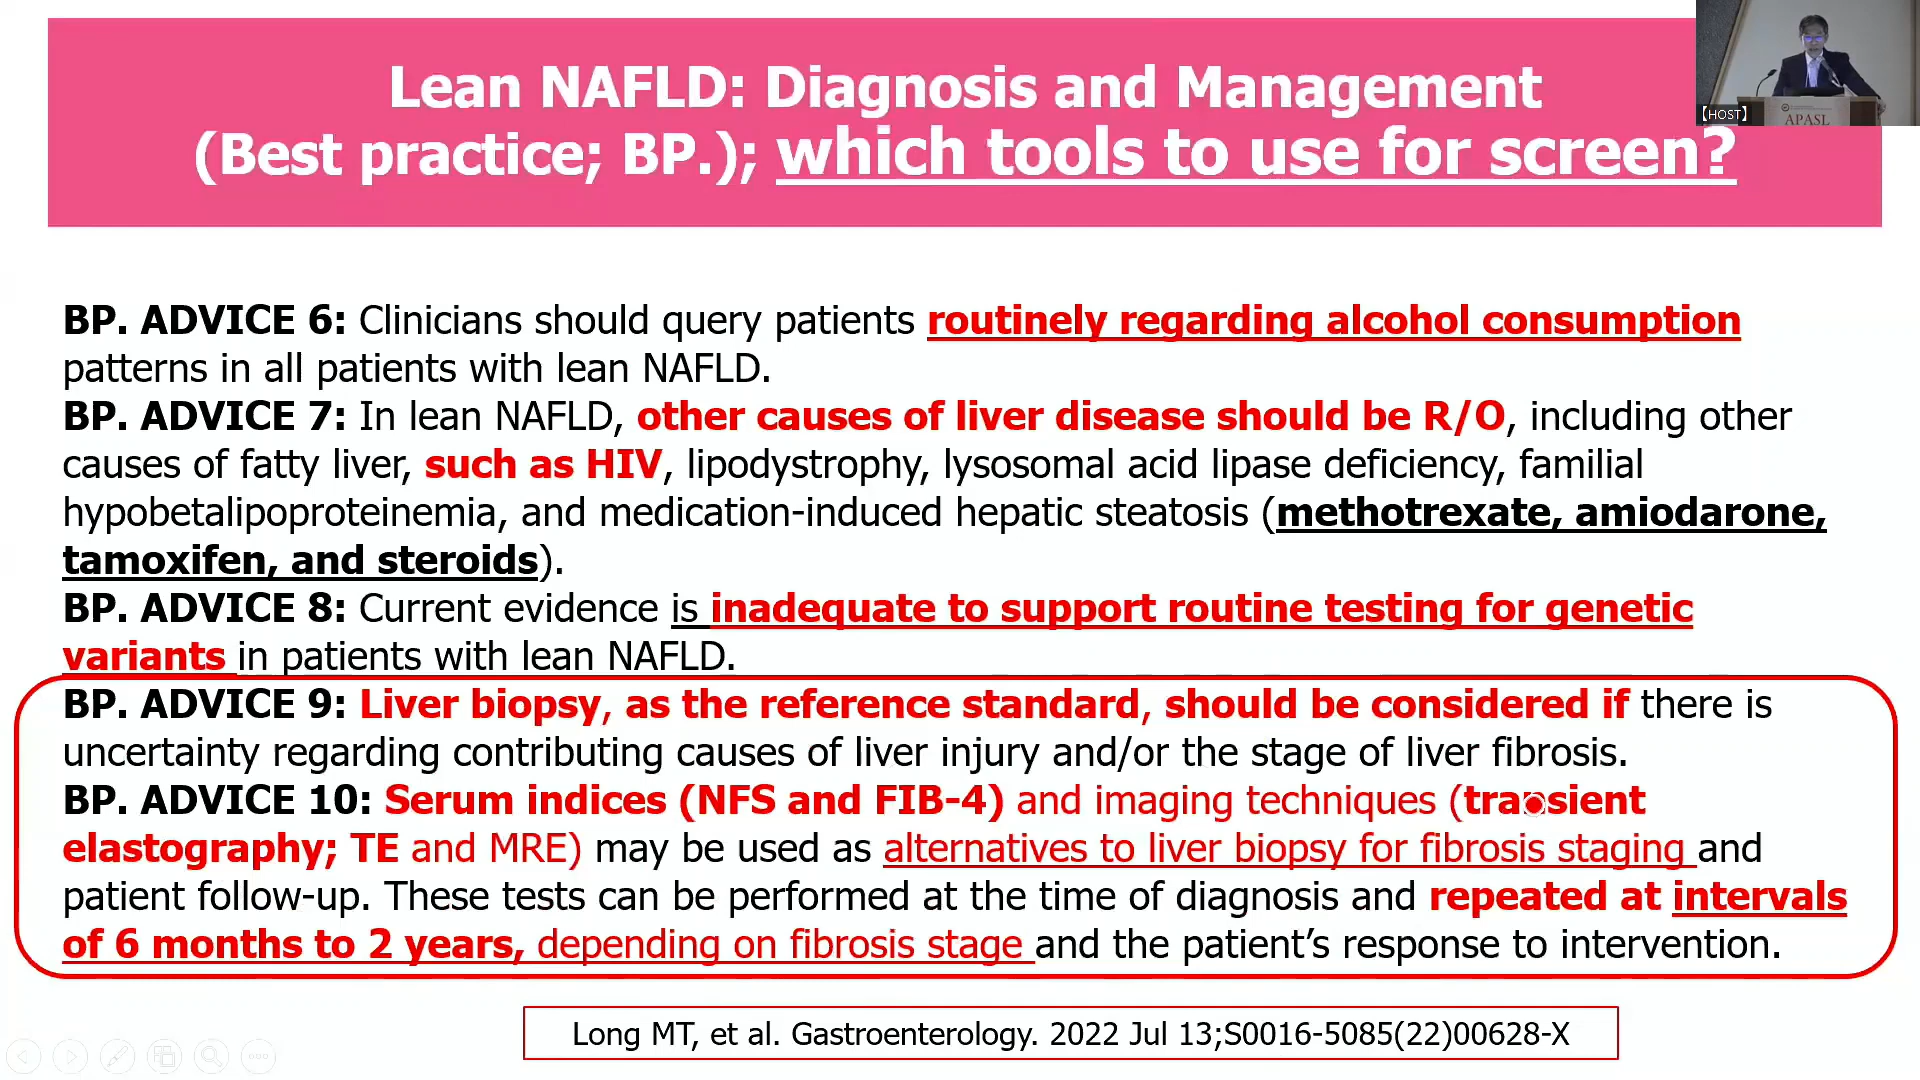 Lean NAFLD: Diagnosis and Management
(Best practice; BP.); which tools to use for screen?
【HOST】
APASL
BP. ADVICE 6: Clinicians should query patients routinely regarding alcohol consumption
patterns in all patients with lean NAFLD.
BP. ADVICE 7: In lean NAFLD, other causes of liver disease should be R/O, including other
causes of fatty liver, such as HIV, lipodystrophy, lysosomal acid lipase deficiency, familial
hypobetalipoproteinemia, and medication-induced hepatic steatosis (methotrexate, amiodarone,
tamoxifen, and steroids).
BP. ADVICE 8: Current evidence is inadequate to support routine testing for genetic
variants in patients with lean NAFLD.
BP. ADVICE 9: Liver biopsy, as the reference standard, should be considered if there is
uncertainty regarding contributing causes of liver injury and/or the stage of liver fibrosis.
BP. ADVICE 10: Serum indices (NFS and FIB-4) and imaging techniques (transient
elastography; TE and MRE) may be used as alternatives to liver biopsy for fibrosis staging and
patient follow-up. These tests can be performed at the time of diagnosis and repeated at intervals
of 6 months to 2 years, depending on fibrosis stage and the patient’s response to intervention.
Long MT, et al. Gastroenterology. 2022 Jul 13;S0016-5085(22)00628-X